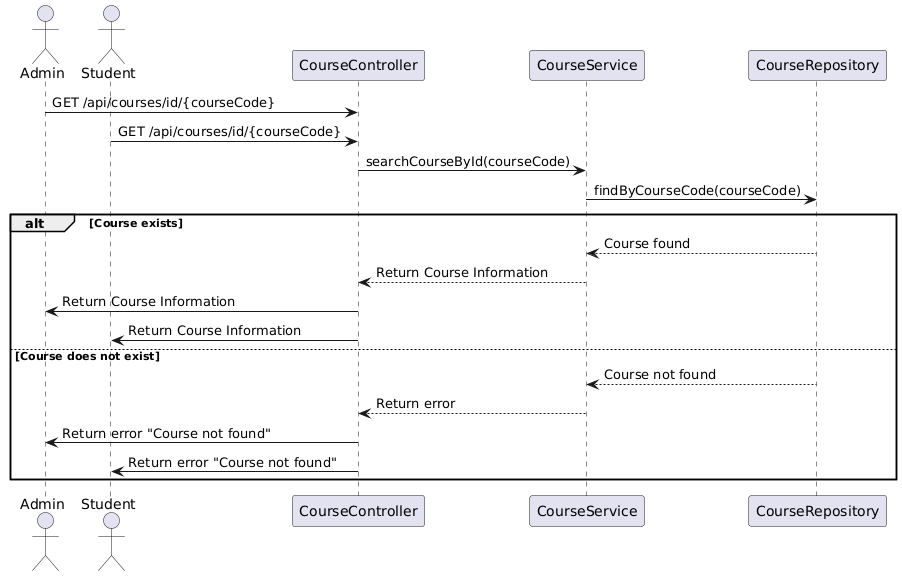 Admin
Student
CourseController
CourseService
CourseRepository
GET /api/courses/id/{courseCode}
GET /api/courses/id/{courseCode}
searchCourseById(courseCode)
findByCourseCode(courseCode)
alt
[Course exists]
Course found
Return Course Information
Return Course Information
Return Course Information
[Course does not exist]
Course not found
Return error
Return error "Course not found"
Return error "Course not found"
Admin
Student
CourseController
CourseService
CourseRepository